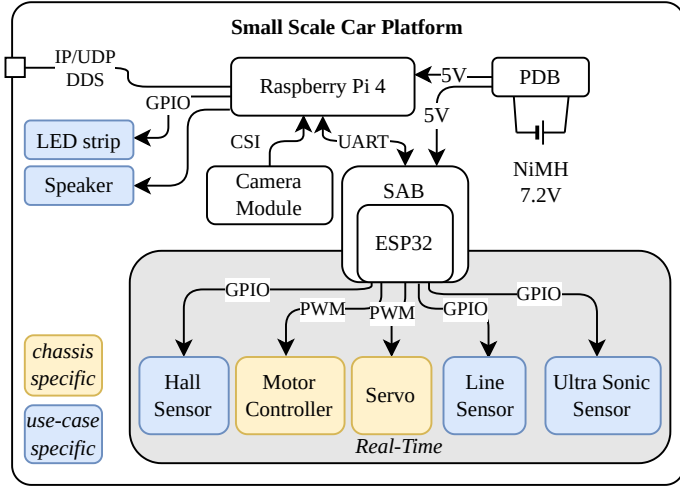 Small Scale Car Platform
IP/UDP
DDS
GPIO
Raspberry Pi 4
5V
5V
PDB
NiMH
7.2V
LED strip
Speaker
CSI
UART
Camera
Module
SAB
ESP32
GPIO
PWM
PWM
GPIO
GPIO
chassis
specific
use-case
specific
Hall
Sensor
Motor
Controller
Servo
Line
Sensor
Ultra Sonic
Sensor
Real-Time